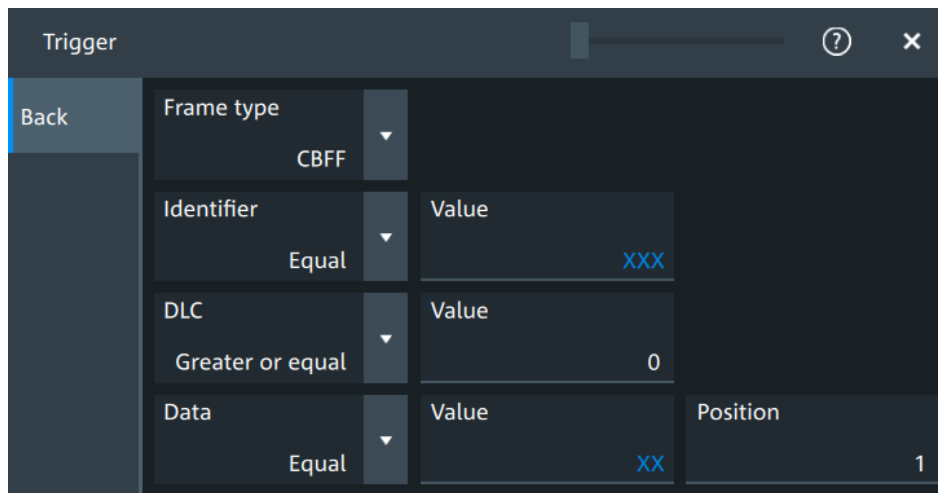 Trigger
?
Back
Frame type
CBFF
Identifier
Value
Equal
XXX
DLC
Value
Greater or equal
0
Data
Value
Position
Equal
XX
1